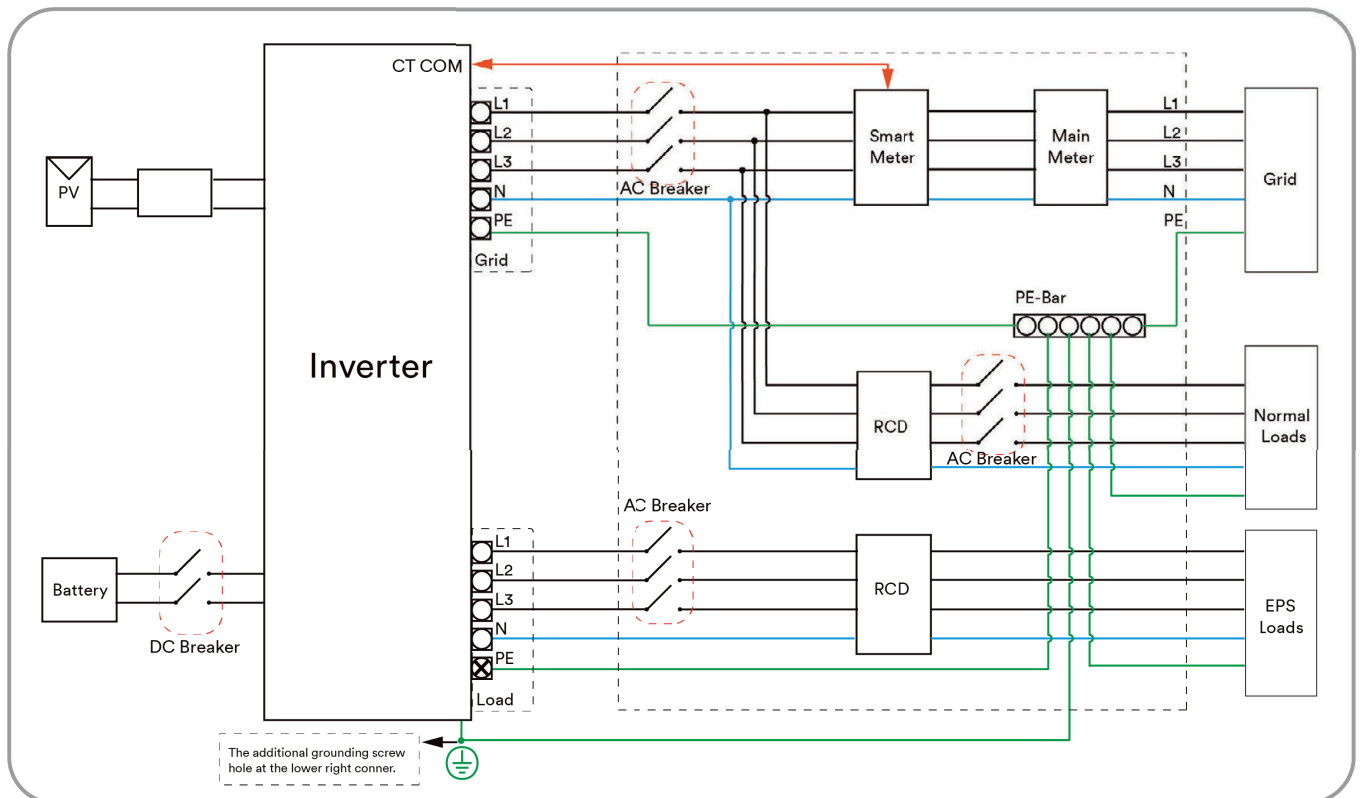 CT COM
L1
L2
L3
N
PE
Grid
AC Breaker
Smart
Meter
Main
Meter
L1
L2
L3
N
PE
Grid
PV
Inverter
PE-Bar
RCD
AC Breaker
Normal
Loads
Battery
DC Breaker
AC Breaker
L1
L2
L3
N
PE
Load
RCD
EPS
Loads
The additional grounding screw
hole at the lower right conner.